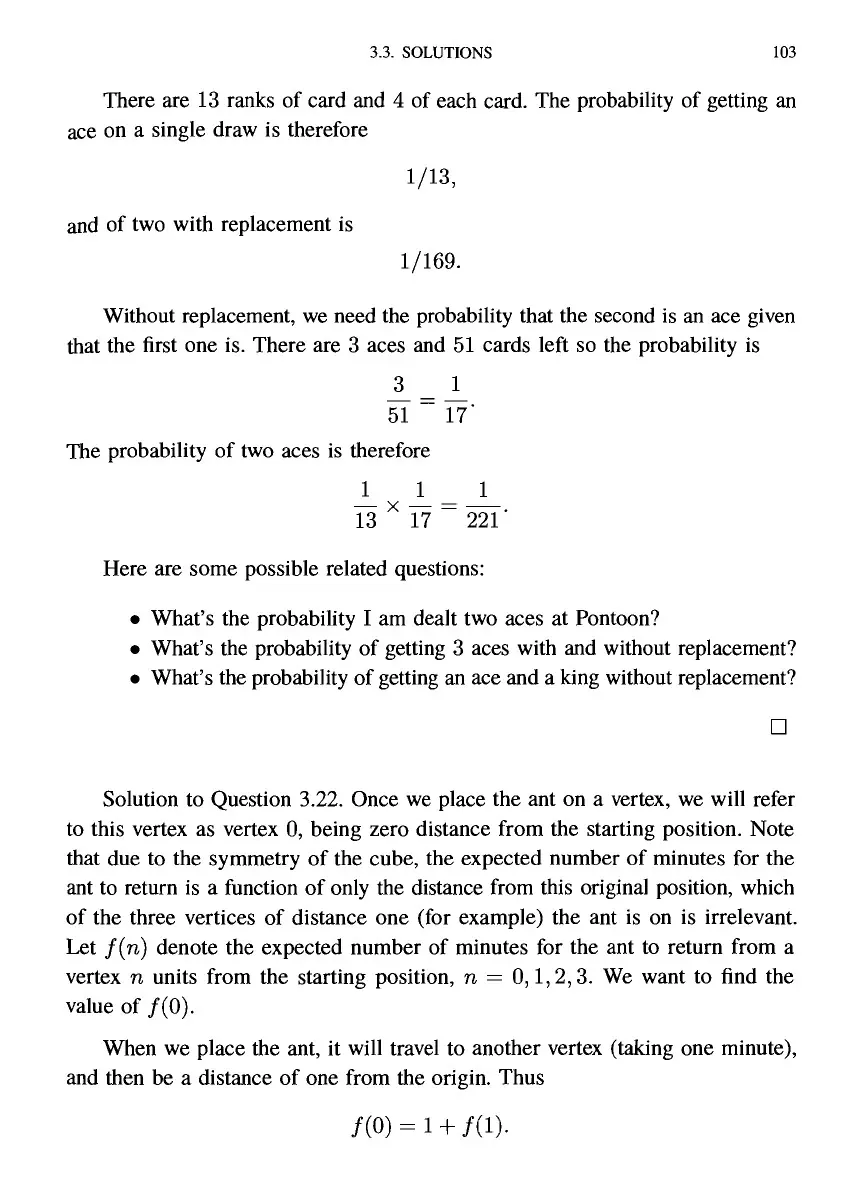 3.3. SOLUTIONS 103
There are 13 ranks of card and 4 of each card. The probability of getting an
ace on a single draw is therefore
1/13,
and of two with replacement is
1/169.
Without replacement, we need the probability that the second is an ace given
that the first one is. There are 3 aces and 51 cards left so the probability is
3/51 = 1/17.
The probability of two aces is therefore
1/13 × 1/17 = 1/221.
Here are some possible related questions:
• What's the probability I am dealt two aces at Pontoon?
• What's the probability of getting 3 aces with and without replacement?
• What's the probability of getting an ace and a king without replacement?
□
Solution to Question 3.22. Once we place the ant on a vertex, we will refer
to this vertex as vertex 0, being zero distance from the starting position. Note
that due to the symmetry of the cube, the expected number of minutes for the
ant to return is a function of only the distance from this original position, which
of the three vertices of distance one (for example) the ant is on is irrelevant.
Let f(n) denote the expected number of minutes for the ant to return from a
vertex n units from the starting position, n = 0, 1, 2, 3. We want to find the
value of f(0).
When we place the ant, it will travel to another vertex (taking one minute),
and then be a distance of one from the origin. Thus
f(0) = 1 + f(1).